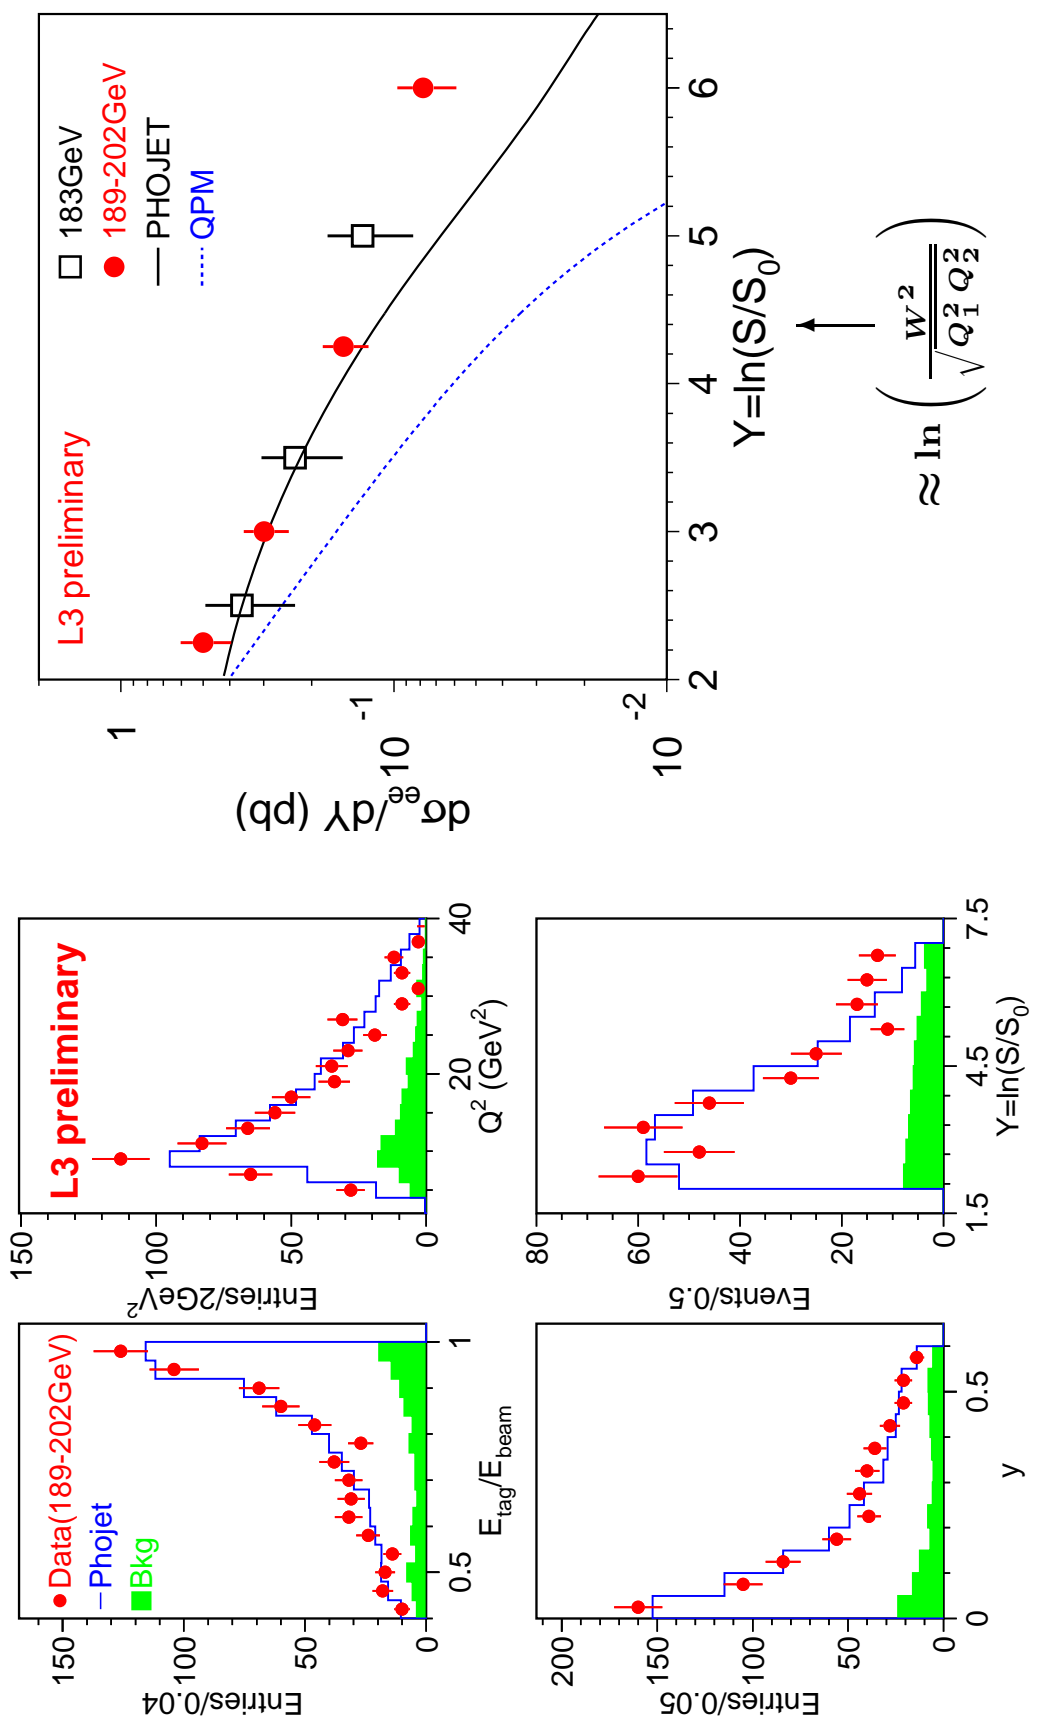 Data(189-202GeV)
Phojet
Bkg
Entries/0.04
0
50
100
150
0.5
1
E_tag/E_beam
L3 preliminary
Entries/2GeV²
0
50
100
150
20
40
Q² (GeV²)
Entries/0.05
0
50
100
150
200
0
0.5
y
Events/0.5
0
20
40
60
80
1.5
4.5
7.5
Y=ln(S/S₀)
L3 preliminary
183GeV
189-202GeV
PHOJET
QPM
dσ_ee/dY (pb)
1
10⁻¹
10⁻²
2
3
4
5
6
Y=ln(S/S₀)
≈ ln ( W² / √(Q₁² Q₂²) )